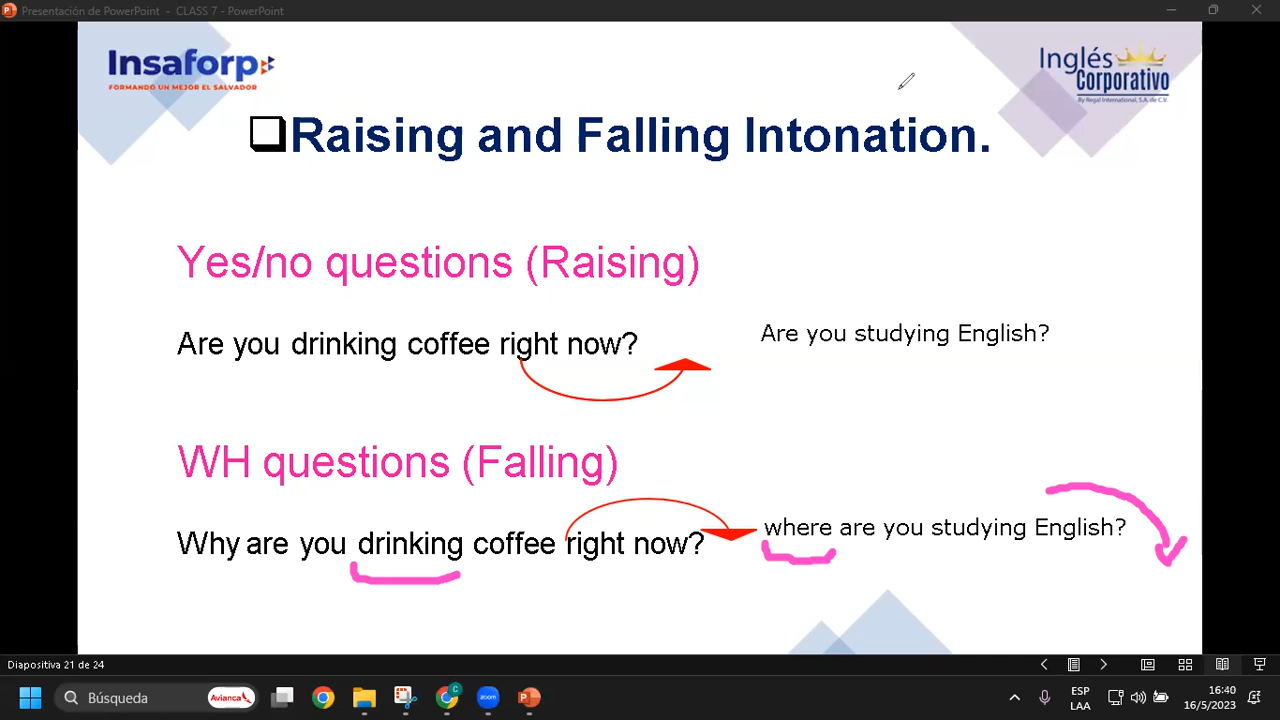 Presentación de PowerPoint - CLASS 7 - PowerPoint
Insaforp
FORMANDO UN MEJOR EL SALVADOR
Inglés
Corporativo
By Regal International, S.A. de C.V.
Raising and Falling Intonation.
Yes/no questions (Raising)
Are you drinking coffee right now?
Are you studying English?
WH questions (Falling)
Why are you drinking coffee right now?
where are you studying English?
Diapositiva 21 de 24
Búsqueda
Avianca
zoom
ESP
LAA
16:40
16/5/2023